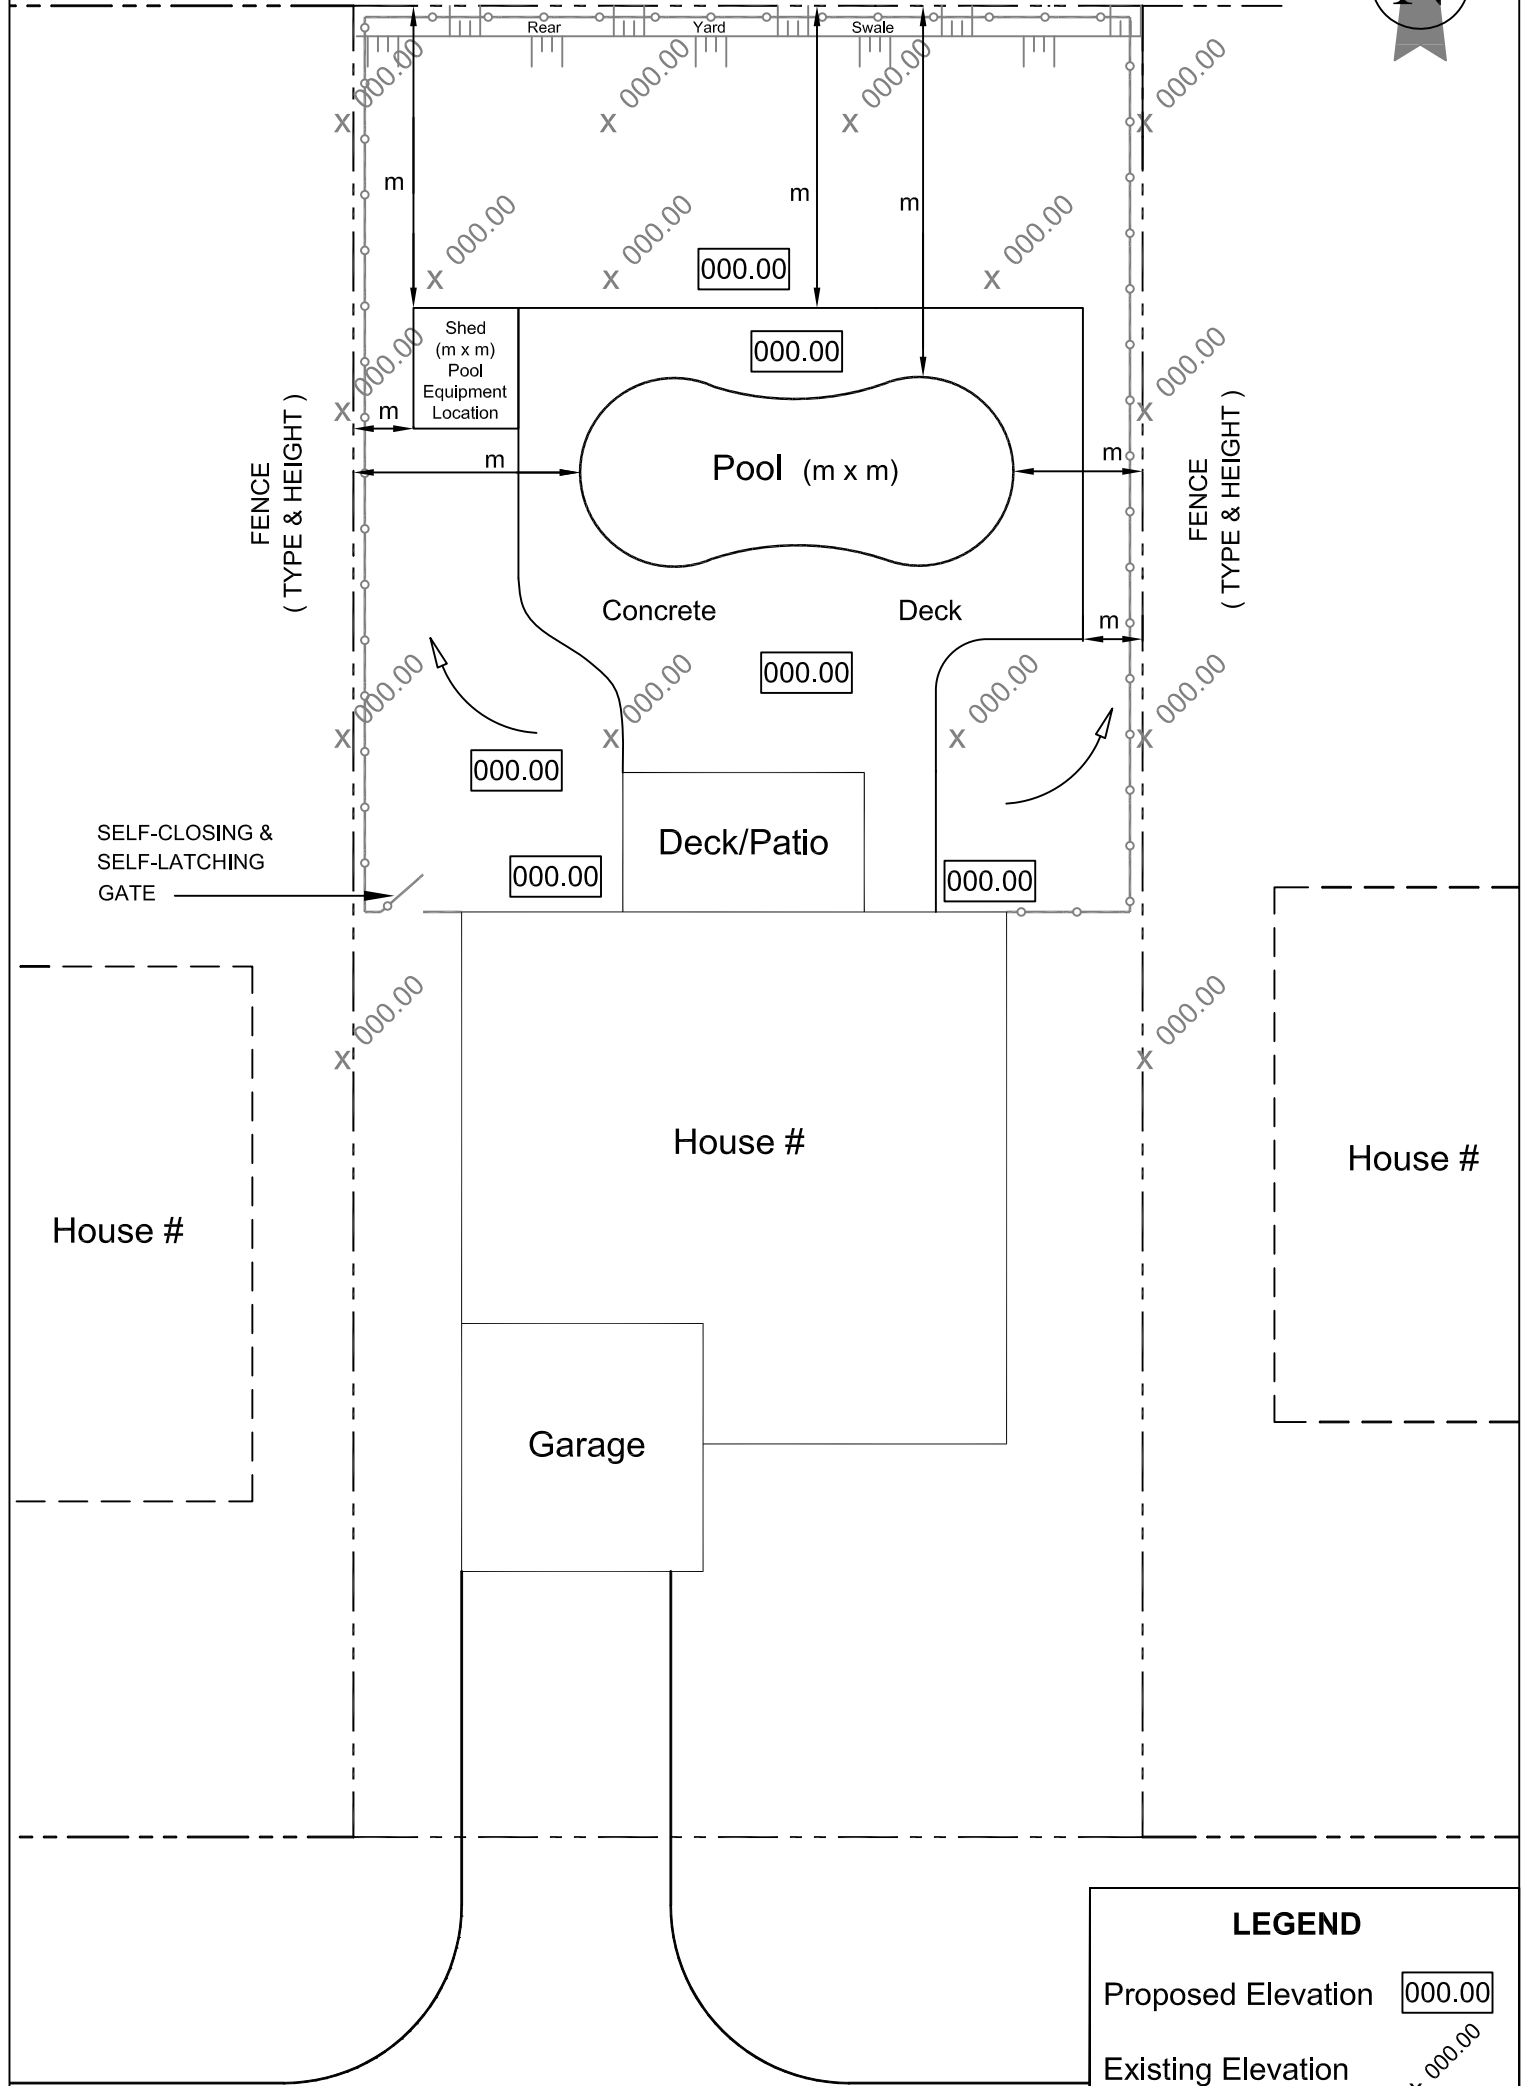 Rear Yard Swale
x 000.00
x 000.00
x 000.00
x 000.00
m
m
m
x 000.00
x 000.00
x 000.00
000.00
Shed
(m x m)
Pool
Equipment
Location
000.00
x 000.00
x 000.00
m
FENCE
( TYPE & HEIGHT )
m
Pool (m x m)
m
FENCE
( TYPE & HEIGHT )
Concrete Deck
m
000.00
x 000.00
x 000.00
x 000.00
x 000.00
000.00
SELF-CLOSING &
SELF-LATCHING
GATE
Deck/Patio
000.00
000.00
x 000.00
x 000.00
House #
House #
House #
Garage
LEGEND
Proposed Elevation 000.00
Existing Elevation x 000.00